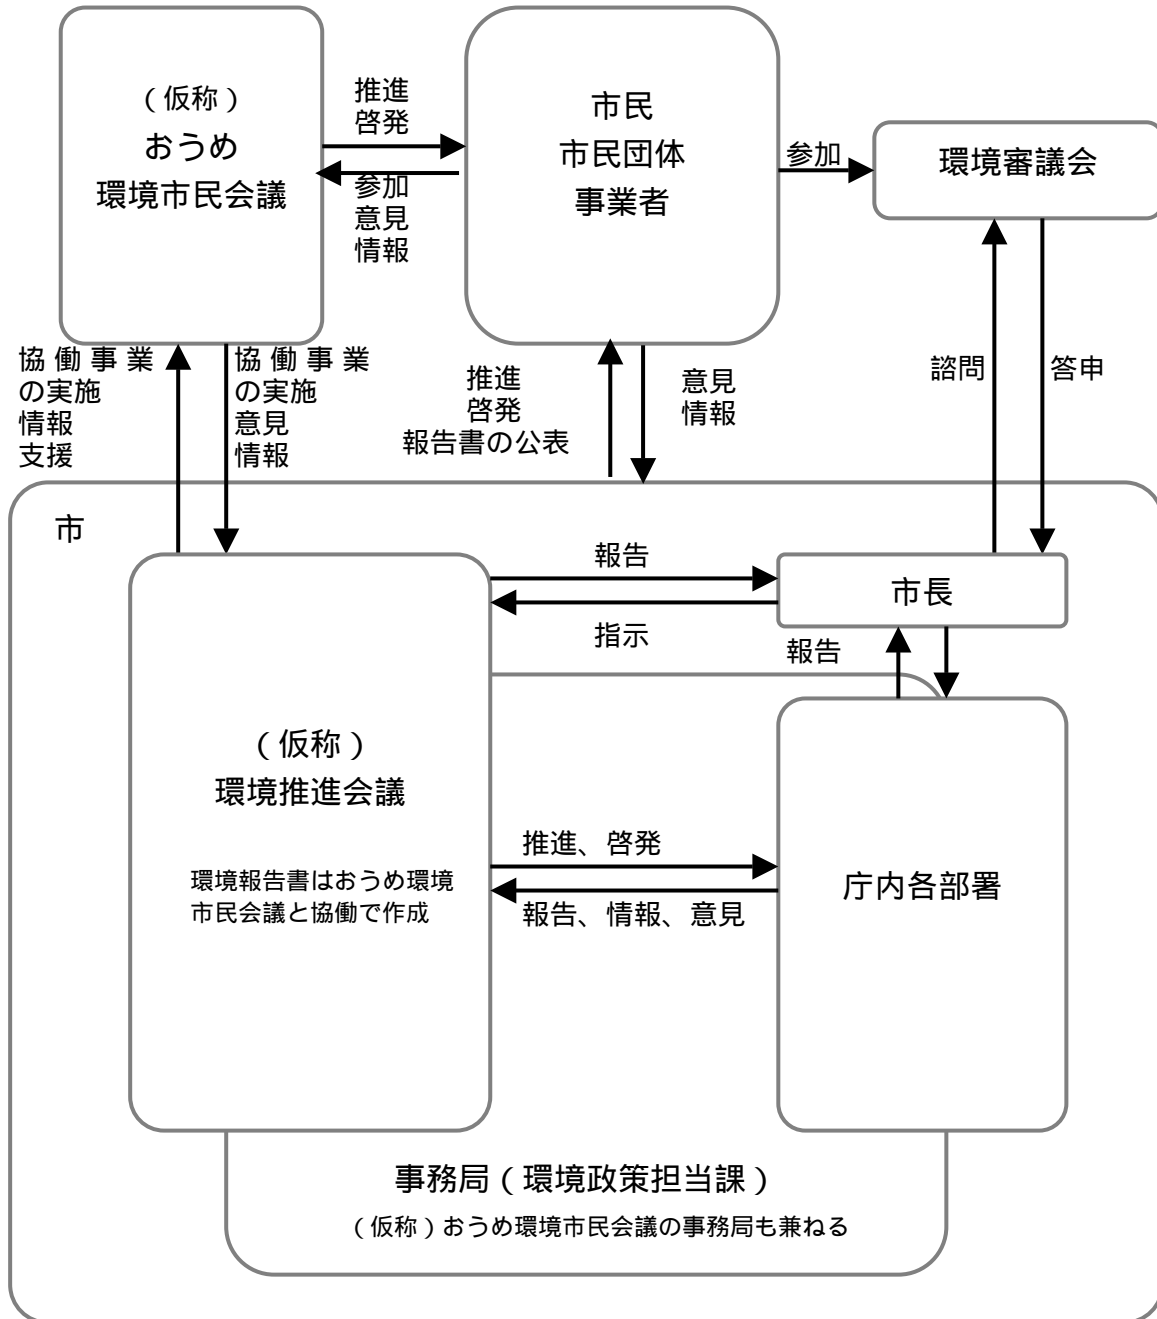 （仮称）
おうめ
環境市民会議
推進
啓発
参加
意見
情報
市民
市民団体
事業者
参加
環境審議会
協働事業
の実施
情報
支援
協働事業
の実施
意見
情報
推進
啓発
報告書の公表
意見
情報
諮問
答申
市
報告
指示
市長
報告
（仮称）
環境推進会議
環境報告書はおうめ環境
市民会議と協働で作成
推進、啓発
報告、情報、意見
庁内各部署
事務局（環境政策担当課）
（仮称）おうめ環境市民会議の事務局も兼ねる